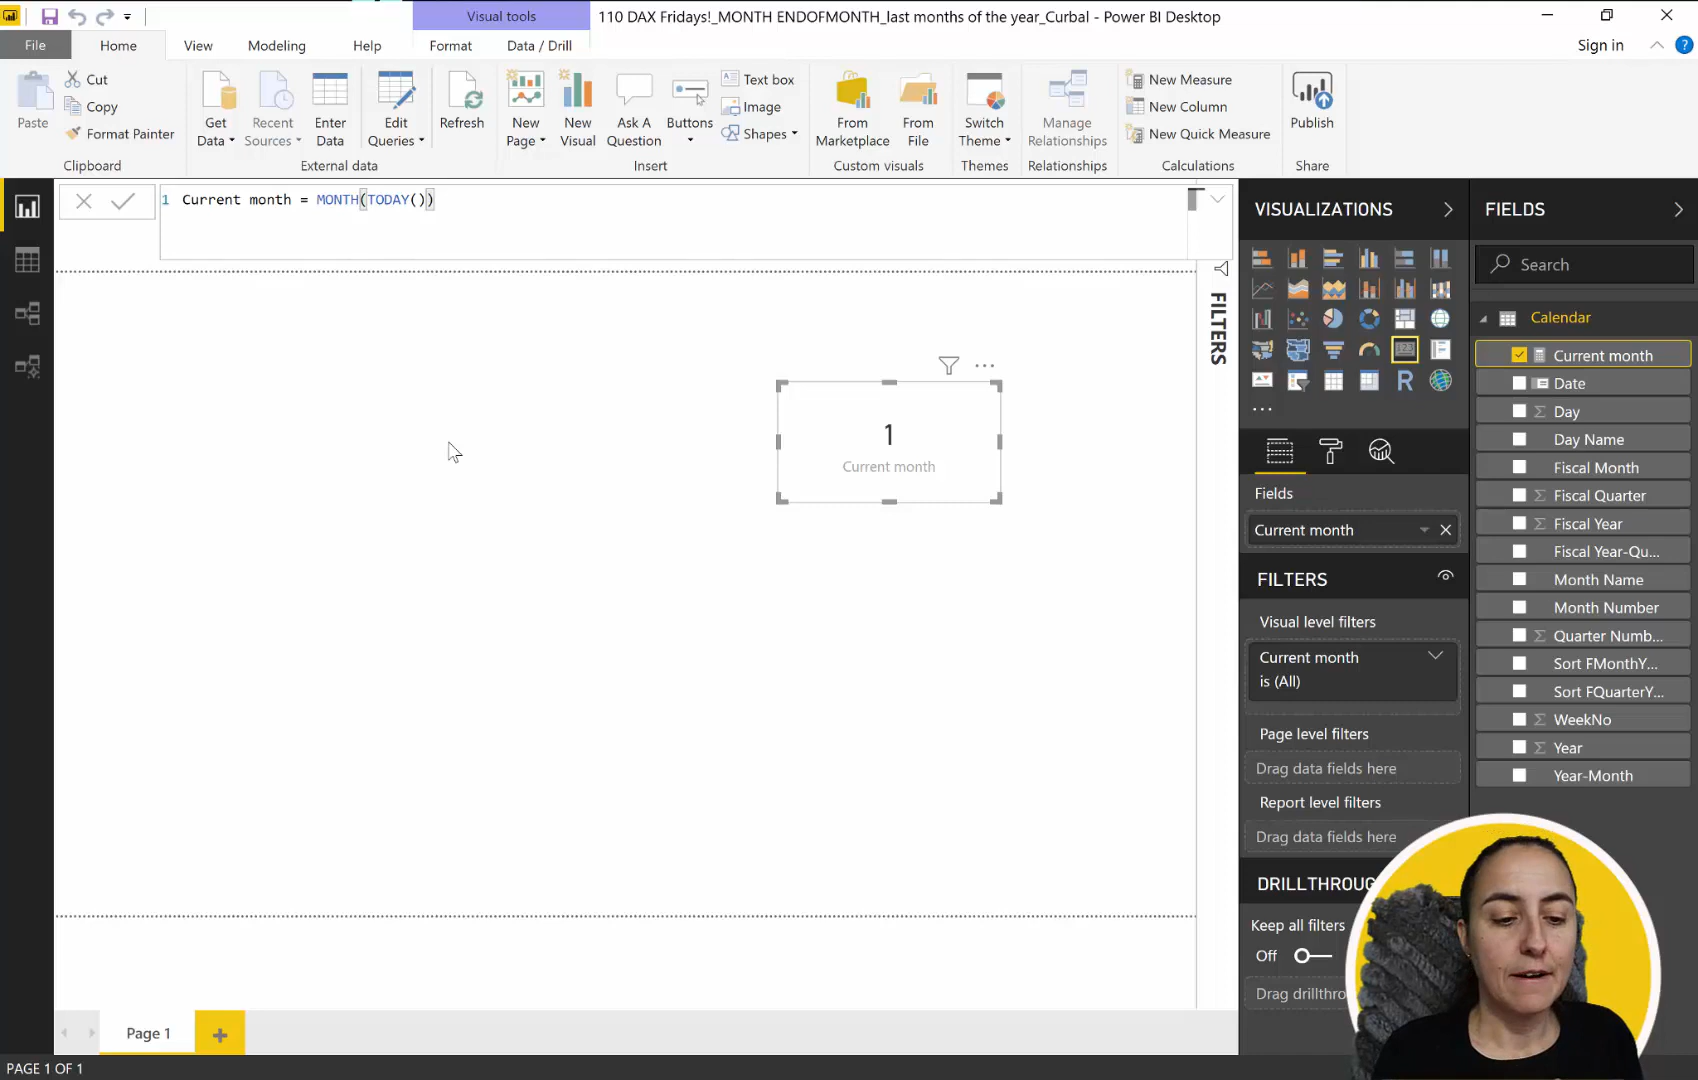 Visual tools
110 DAX Fridays!_MONTH ENDOFMONTH_last months of the year_Curbal - Power BI Desktop
File
Home
View
Modeling
Help
Format
Data / Drill
Sign in
Paste
Cut
Copy
Format Painter
Clipboard
Get Data
Recent Sources
Enter Data
Edit Queries
Refresh
External data
New Page
New Visual
Ask A Question
Buttons
Text box
Image
Shapes
Insert
From Marketplace
From File
Custom visuals
Switch Theme
Themes
Manage Relationships
Relationships
New Measure
New Column
New Quick Measure
Calculations
Publish
Share
1 Current month = MONTH(TODAY())
1
Current month
FILTERS
VISUALIZATIONS
Fields
Current month
FILTERS
Visual level filters
Current month
is (All)
Page level filters
Drag data fields here
Report level filters
Drag data fields here
DRILLTHROUG
Keep all filters
Off
Drag drillthro
FIELDS
Search
Calendar
Current month
Date
Day
Day Name
Fiscal Month
Fiscal Quarter
Fiscal Year
Fiscal Year-Qu...
Month Name
Month Number
Quarter Numb...
Sort FMonthY...
Sort FQuarterY...
WeekNo
Year
Year-Month
Page 1
PAGE 1 OF 1